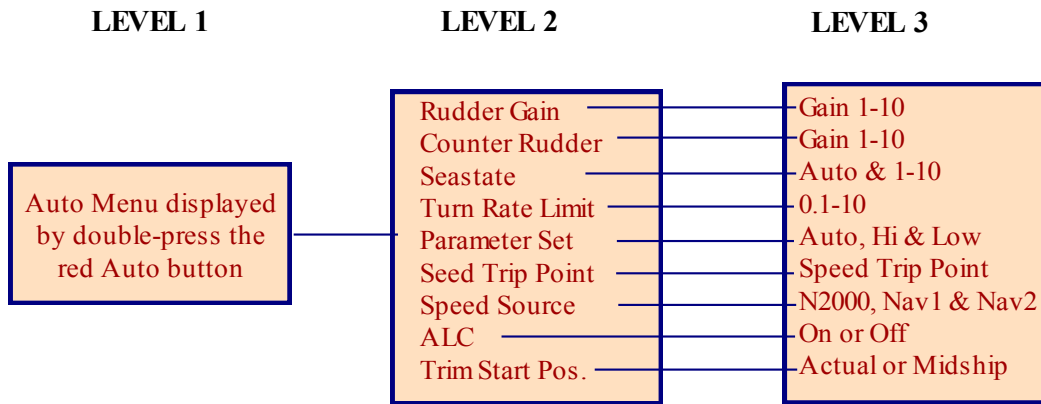 LEVEL 1
LEVEL 2
LEVEL 3
Auto Menu displayed
by double-press the
red Auto button
Rudder Gain
Counter Rudder
Seastate
Turn Rate Limit
Parameter Set
Seed Trip Point
Speed Source
ALC
Trim Start Pos.
Gain 1-10
Gain 1-10
Auto & 1-10
0.1-10
Auto, Hi & Low
Speed Trip Point
N2000, Nav1 & Nav2
On or Off
Actual or Midship